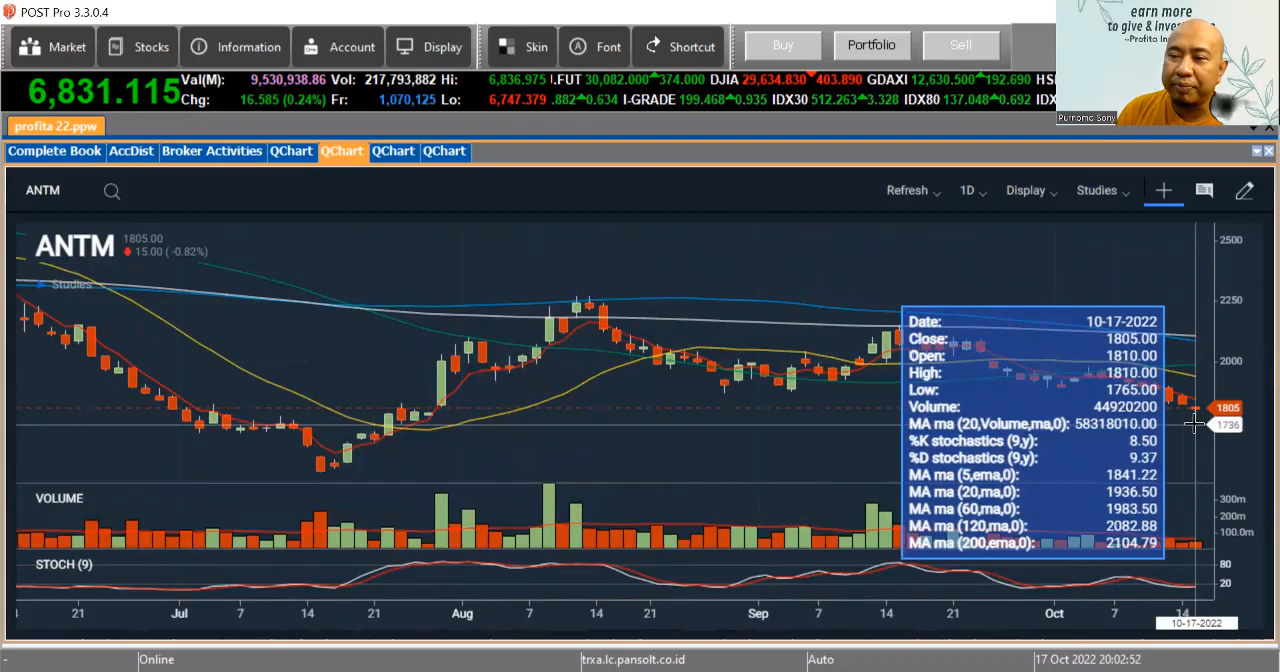 POST Pro 3.3.0.4
Market Stocks Information Account Display Skin Font Shortcut Buy Portfolio Sell
earn more
to give &
~Profita
6,831.115 Val(M): 9,530,938.86 Vol: 217,793,882 Hi: 6,836.975 I.FUT 30,082.000 374.000 DJIA 29,634.830 403.890 GDAXI 12,630.500 192.690
Chg: 16.585 (0.24%) Fr: 1,070,125 Lo: 6,747.379 .882 0.634 I-GRADE 199.468 0.935 IDX30 512.263 3.328 IDX80 137.048 0.692
Purnomo Sony
profita 22.ppw
Complete Book AccDist Broker Activities QChart QChart QChart QChart
ANTM Refresh 1D Display Studies
ANTM 1805.00
15.00 ( -0.82%)
Studies
2500
2250
2000
1805
1736
Date: 10-17-2022
Close: 1805.00
Open: 1810.00
High: 1810.00
Low: 1765.00
Volume: 44920200
MA ma (20,Volume,ma,0): 58318010.00
%K stochastics (9,y): 8.50
%D stochastics (9,y): 9.37
MA ma (5,ema,0): 1841.22
MA ma (20,ma,0): 1936.50
MA ma (60,ma,0): 1983.50
MA ma (120,ma,0): 2082.88
MA ma (200,ema,0): 2104.79
VOLUME
300m
200m
100.0m
STOCH (9)
80
20
21 Jul 7 14 21 Aug 7 14 21 Sep 7 14 21 Oct 7 14
10-17-2022
- Online trxa.lc.pansolt.co.id Auto 17 Oct 2022 20:02:52